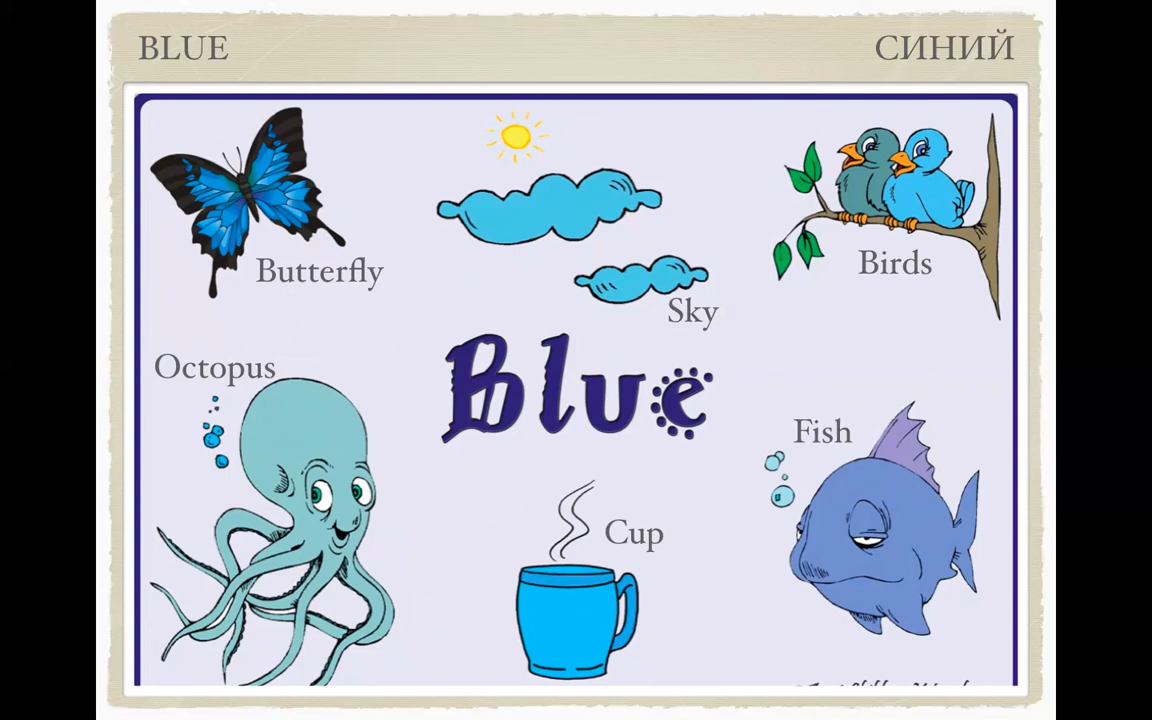 BLUE
СИНИЙ
Butterfly
Birds
Sky
Octopus
Blue
Fish
Cup